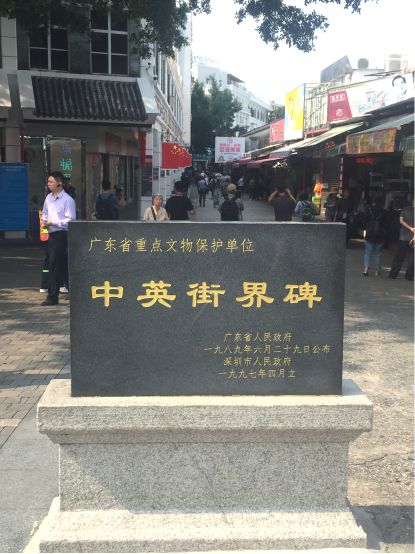 广东省重点文物保护单位
中英街界碑
广东省人民政府
一九八九年六月二十九日公布
深圳市人民政府
一九九七年四月立